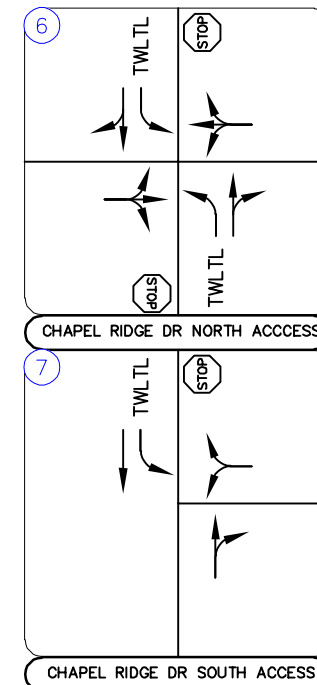 6
TWLTL
STOP
STOP
TWLTL
CHAPEL RIDGE DR NORTH ACCCESS
7
TWLTL
STOP
CHAPEL RIDGE DR SOUTH ACCESS